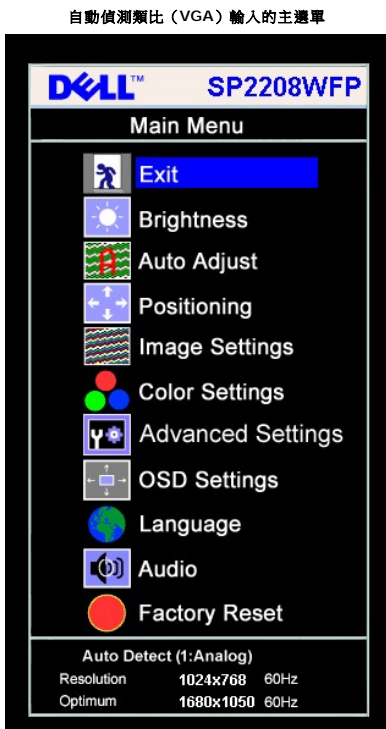 自動偵測類比（VGA）輸入的主選單
DELL™ SP2208WFP
Main Menu
Exit
Brightness
Auto Adjust
Positioning
Image Settings
Color Settings
Advanced Settings
OSD Settings
Language
Audio
Factory Reset
Auto Detect (1:Analog)
Resolution 1024x768 60Hz
Optimum 1680x1050 60Hz